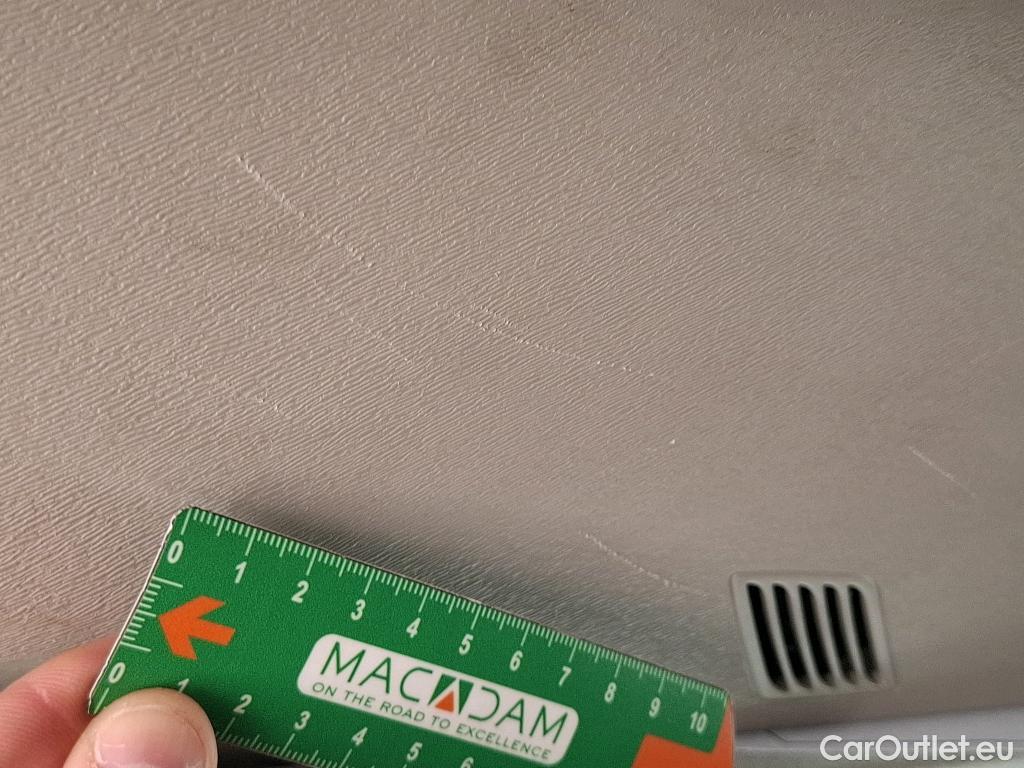 0 1 2 3 4 5 6 7 8 9 10
MACADAM
ON THE ROAD TO EXCELLENCE
0 1 2 3 4 5 6
CarOutlet.eu